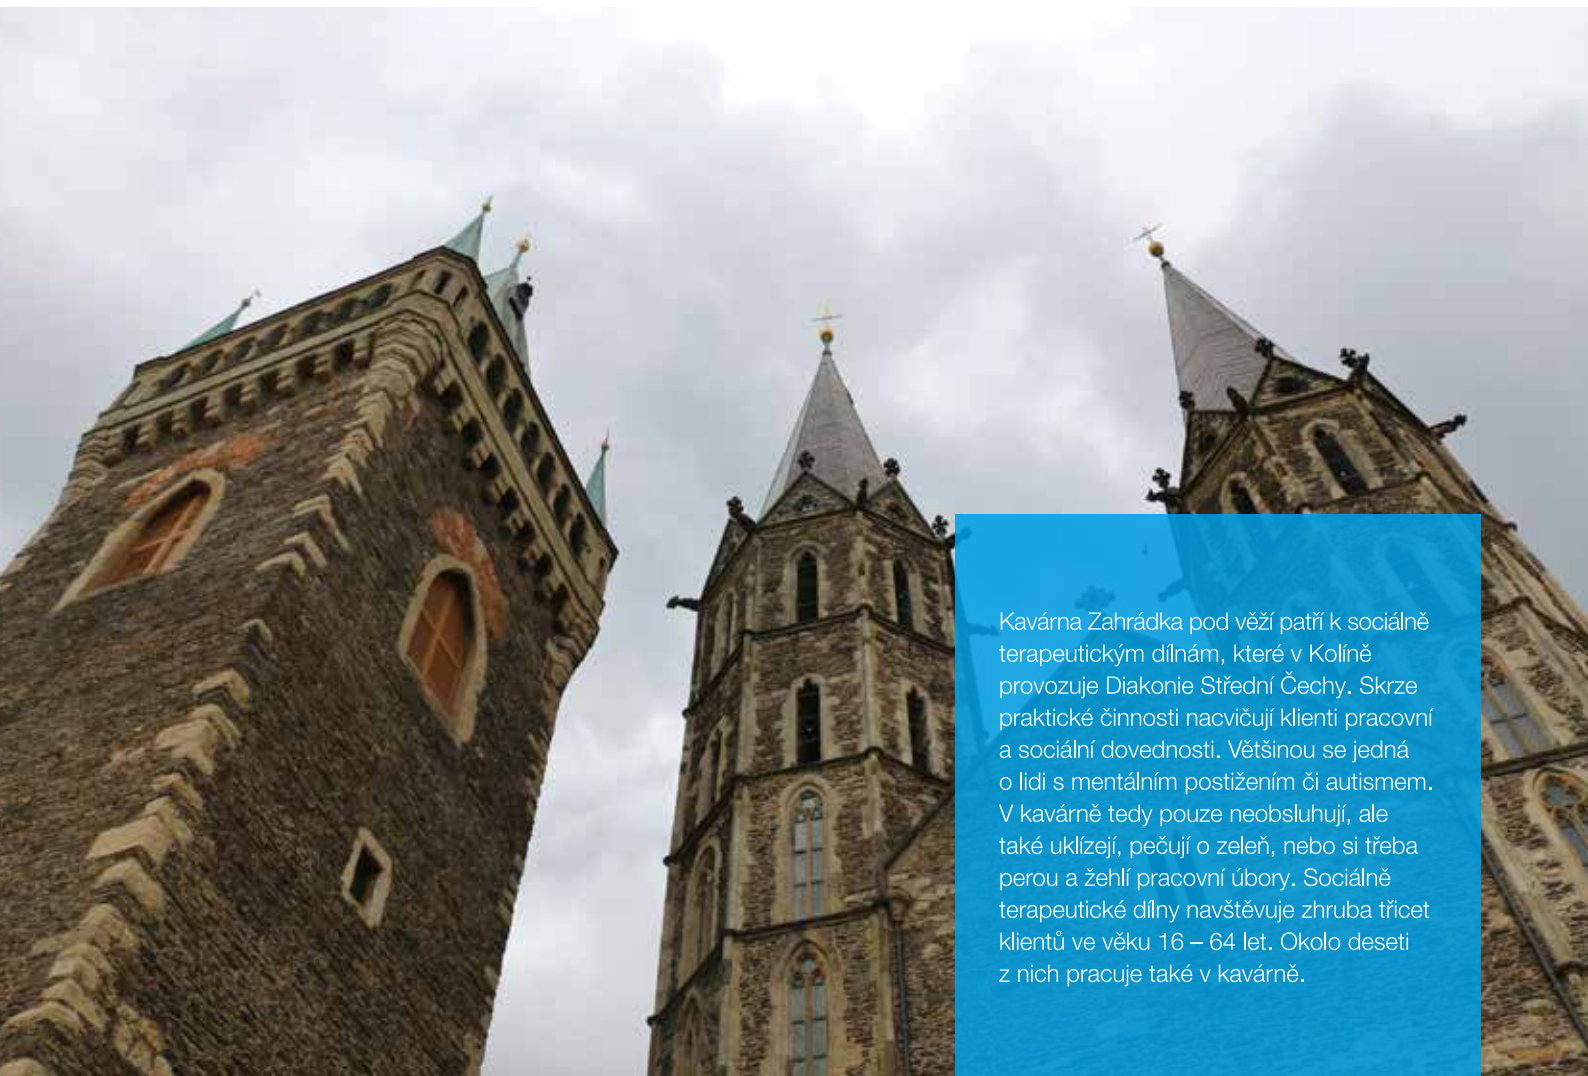 Kavárna Zahrádka pod věží patří k sociálně
terapeutickým dílnám, které v Kolíně
provozuje Diakonie Střední Čechy. Skrze
praktické činnosti nacvičují klienti pracovní
a sociální dovednosti. Většinou se jedná
o lidi s mentálním postižením či autismem.
V kavárně tedy pouze neobsluhují, ale
také uklízejí, pečují o zeleň, nebo si třeba
perou a žehlí pracovní úbory. Sociálně
terapeutické dílny navštěvuje zhruba třicet
klientů ve věku 16 – 64 let. Okolo deseti
z nich pracuje také v kavárně.